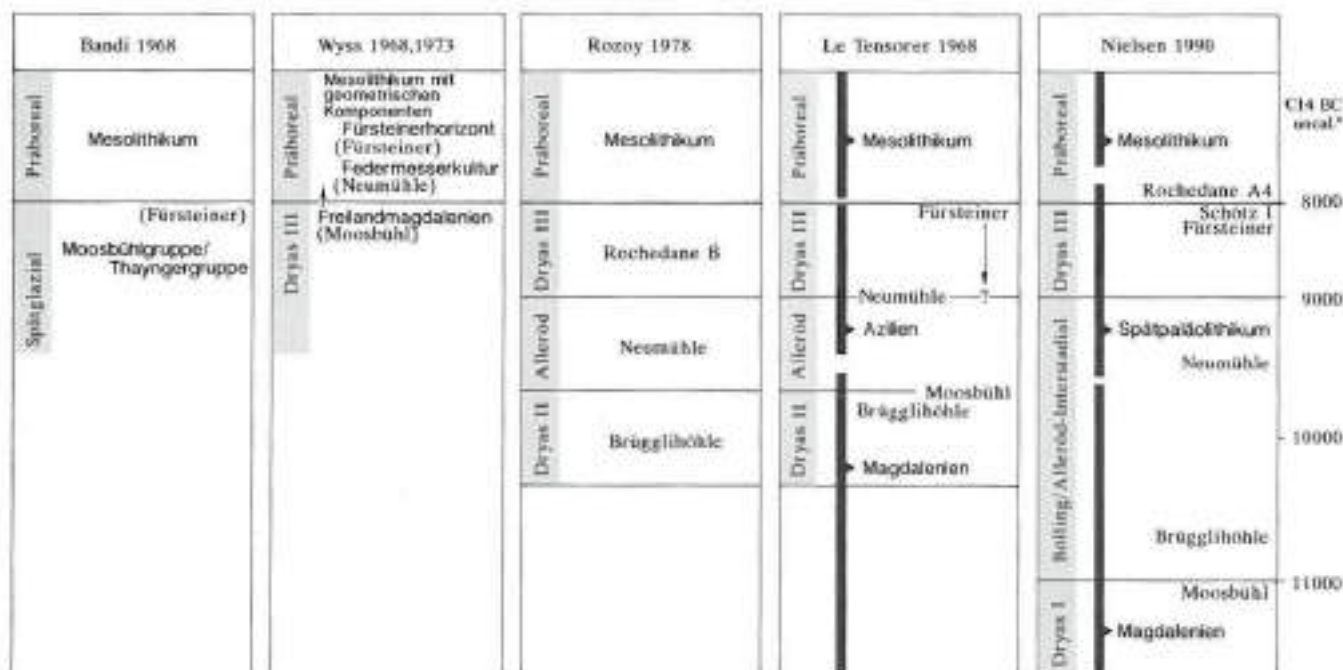 Bandi 1968
Präboreal
Mesolithikum
Spätglazial
(Fürsteiner)
Moosbühlgruppe/
Thayngergruppe
Wyss 1968,1973
Präboreal
Mesolithikum mit
geometrischen
Komponenten
Fürsteinerhorizont
(Fürsteiner)
Federmesserkultur
(Neumühle)
Dryas III
Freilandmagdalenien
(Moosbühl)
Rozoy 1978
Präboreal
Mesolithikum
Dryas III
Rochedane B
Alleröd
Neumühle
Dryas II
Brügglihöhle
Le Tensorer 1968
Präboreal
Mesolithikum
Dryas III
Fürsteiner
Neumühle ?
Alleröd
Azilien
Moosbühl
Dryas II
Brügglihöhle
Magdalenien
Nielsen 1990
Präboreal
Mesolithikum
Rochedane A4
Dryas III
Schötz I
Fürsteiner
Bölling/Alleröd-Interstadial
Spätpaläolithikum
Neumühle
Brügglihöhle
Dryas I
Moosbühl
Magdalenien
C14 BC
uncal.*
8000
9000
10000
11000